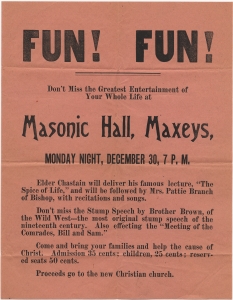 FUN! FUN!
Don't Miss the Greatest Entertainment of
Your Whole Life at
Masonic Hall, Maxeys,
MONDAY NIGHT, DECEMBER 30, 7 P. M.
Elder Chastain will deliver his famous lecture, "The
Spice of Life," and will be followed by Mrs. Pattie Branch
of Bishop, with recitations and songs.
Don't miss the Stump Speech by Brother Brown, of
the Wild West—the most original stump speech of the
nineteenth century. Also effecting the "Meeting of the
Comrades, Bill and Sam."
Come and bring your families and help the cause of
Christ. Admission 35 cents; children, 25 cents; reserv-
ed seats 50 cents.
Proceeds go to the new Christian church.